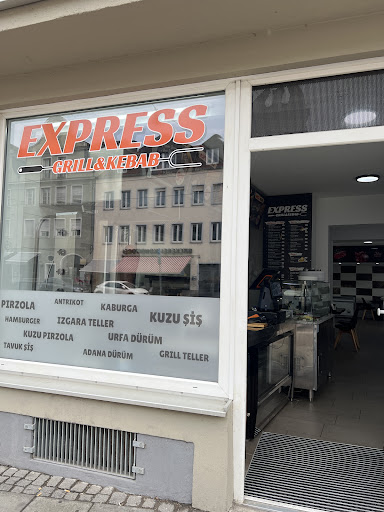 EXPRESS
GRILL&KEBAB
PIRZOLA ANTRIKOT KABURGA KUZU ŞİŞ
HAMBURGER IZGARA TELLER
KUZU PIRZOLA URFA DÜRÜM
TAVUK ŞİŞ ADANA DÜRÜM GRILL TELLER
EXPRESS